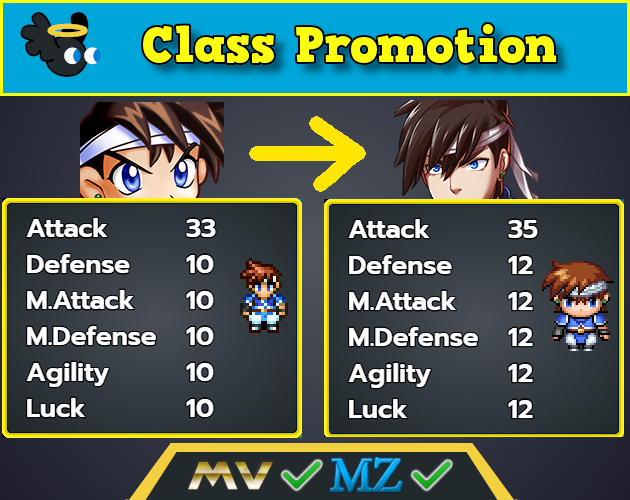 Class Promotion
Attack 33
Defense 10
M.Attack 10
M.Defense 10
Agility 10
Luck 10
Attack 35
Defense 12
M.Attack 12
M.Defense 12
Agility 12
Luck 12
MV MZ